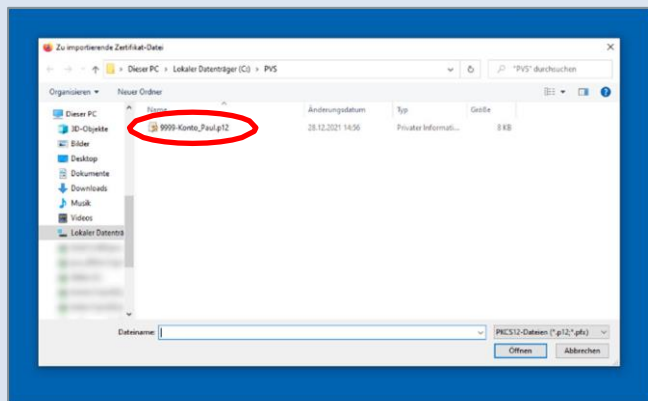 Zu importierende Zertifikat-Datei
Dieser PC > Lokaler Datenträger (C:) > PVS
"PVS" durchsuchen
Organisieren
Neuer Ordner
Name
Änderungsdatum
Typ
Größe
9999-Konto_Paul.p12
28.12.2021 14:56
Privater Informati...
8 KB
Dieser PC
3D-Objekte
Bilder
Desktop
Dokumente
Downloads
Musik
Videos
Lokaler Datenträ
Dateiname:
PKCS12-Dateien (*.p12;*.pfx)
Öffnen
Abbrechen